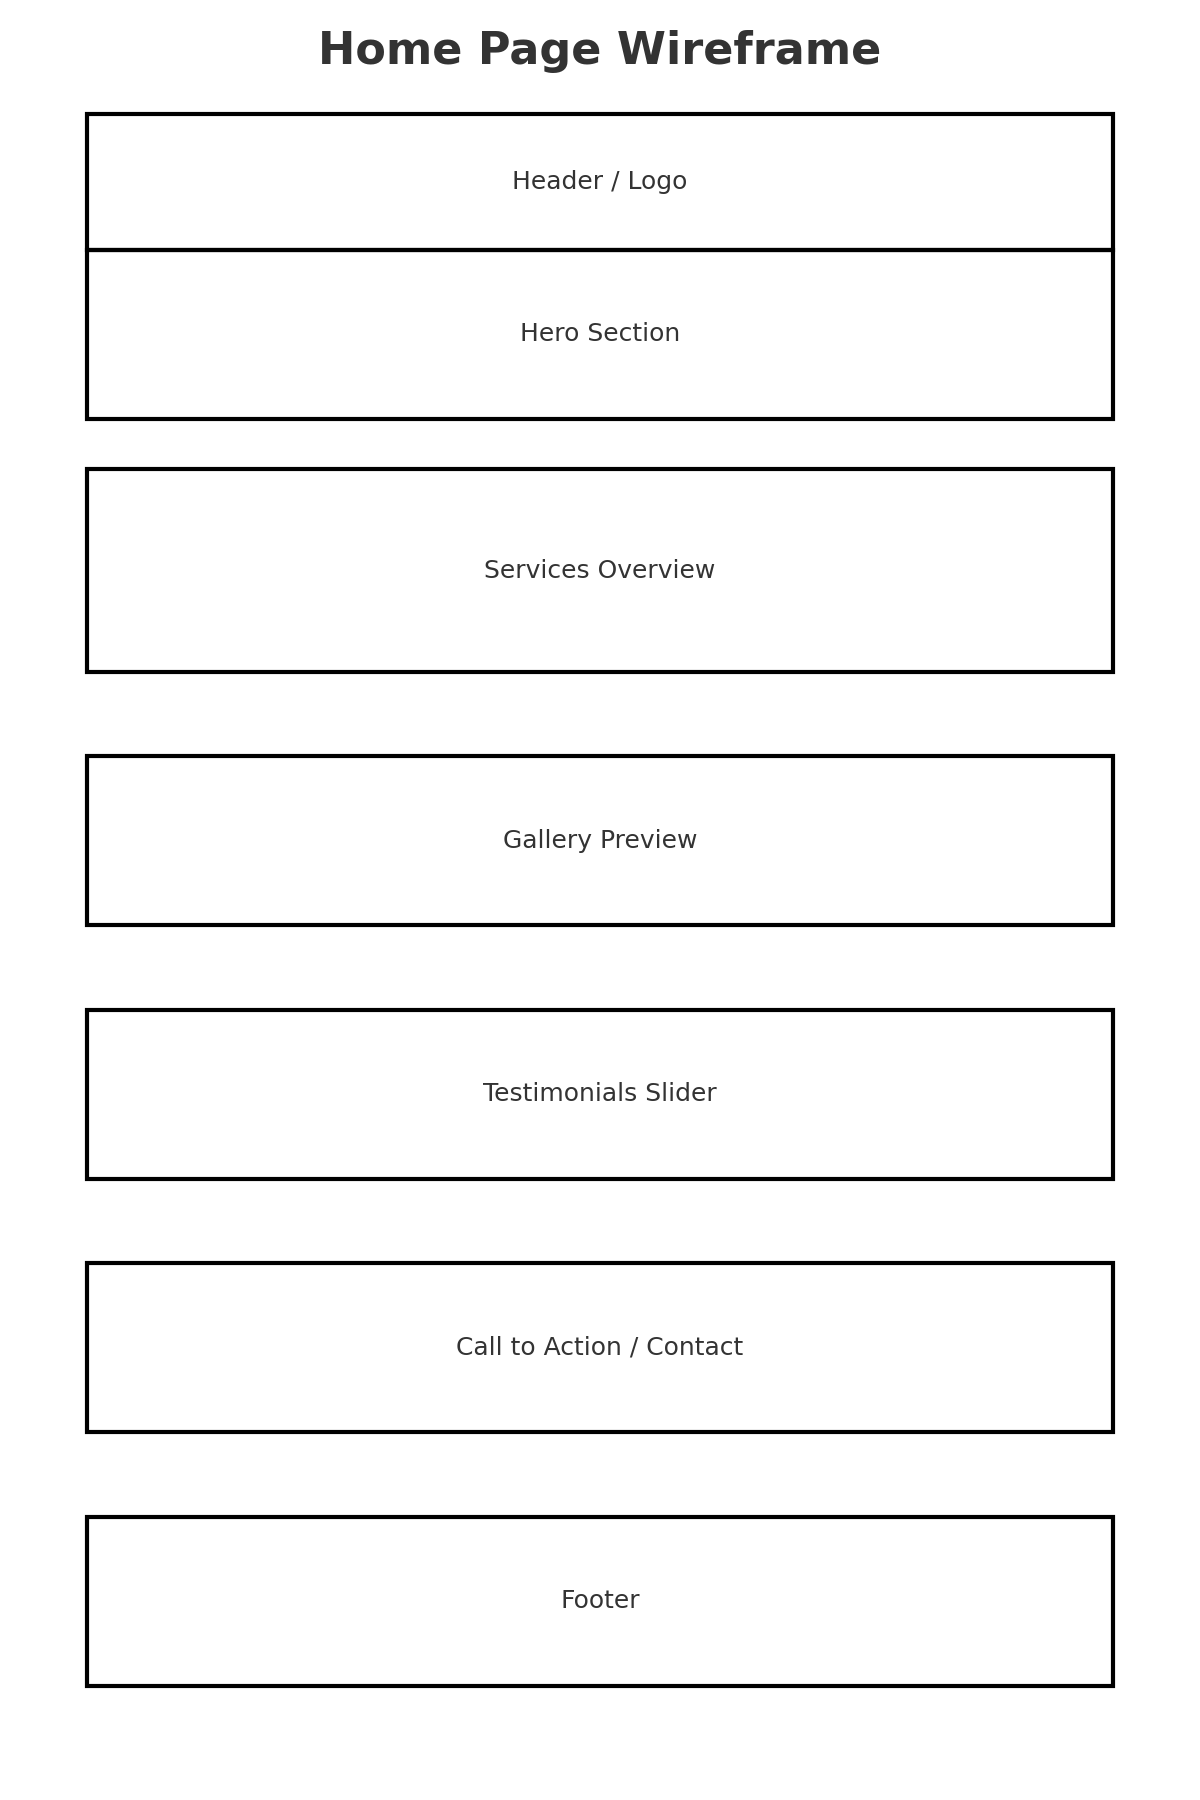 Home Page Wireframe
Header / Logo
Hero Section
Services Overview
Gallery Preview
Testimonials Slider
Call to Action / Contact
Footer